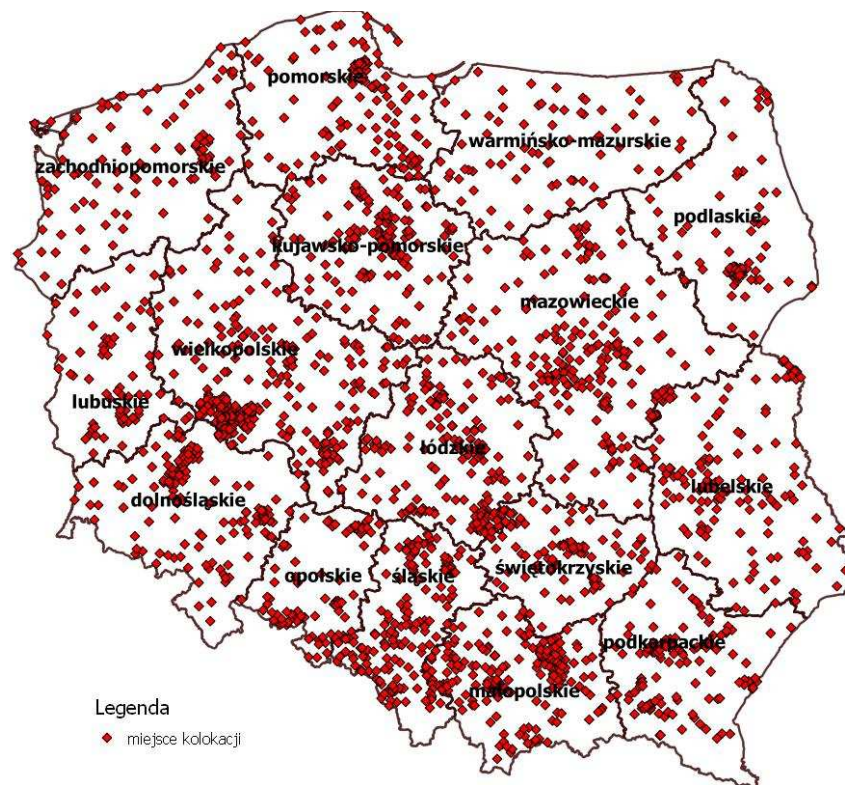 pomorskie
warmińsko-mazurskie
zachodniopomorskie
podlaskie
kujawsko-pomorskie
mazowieckie
wielkopolskie
lubuskie
łódzkie
lubelskie
dolnośląskie
opolskie
śląskie
świętokrzyskie
podkarpackie
małopolskie
Legenda
miejsce kolokacji